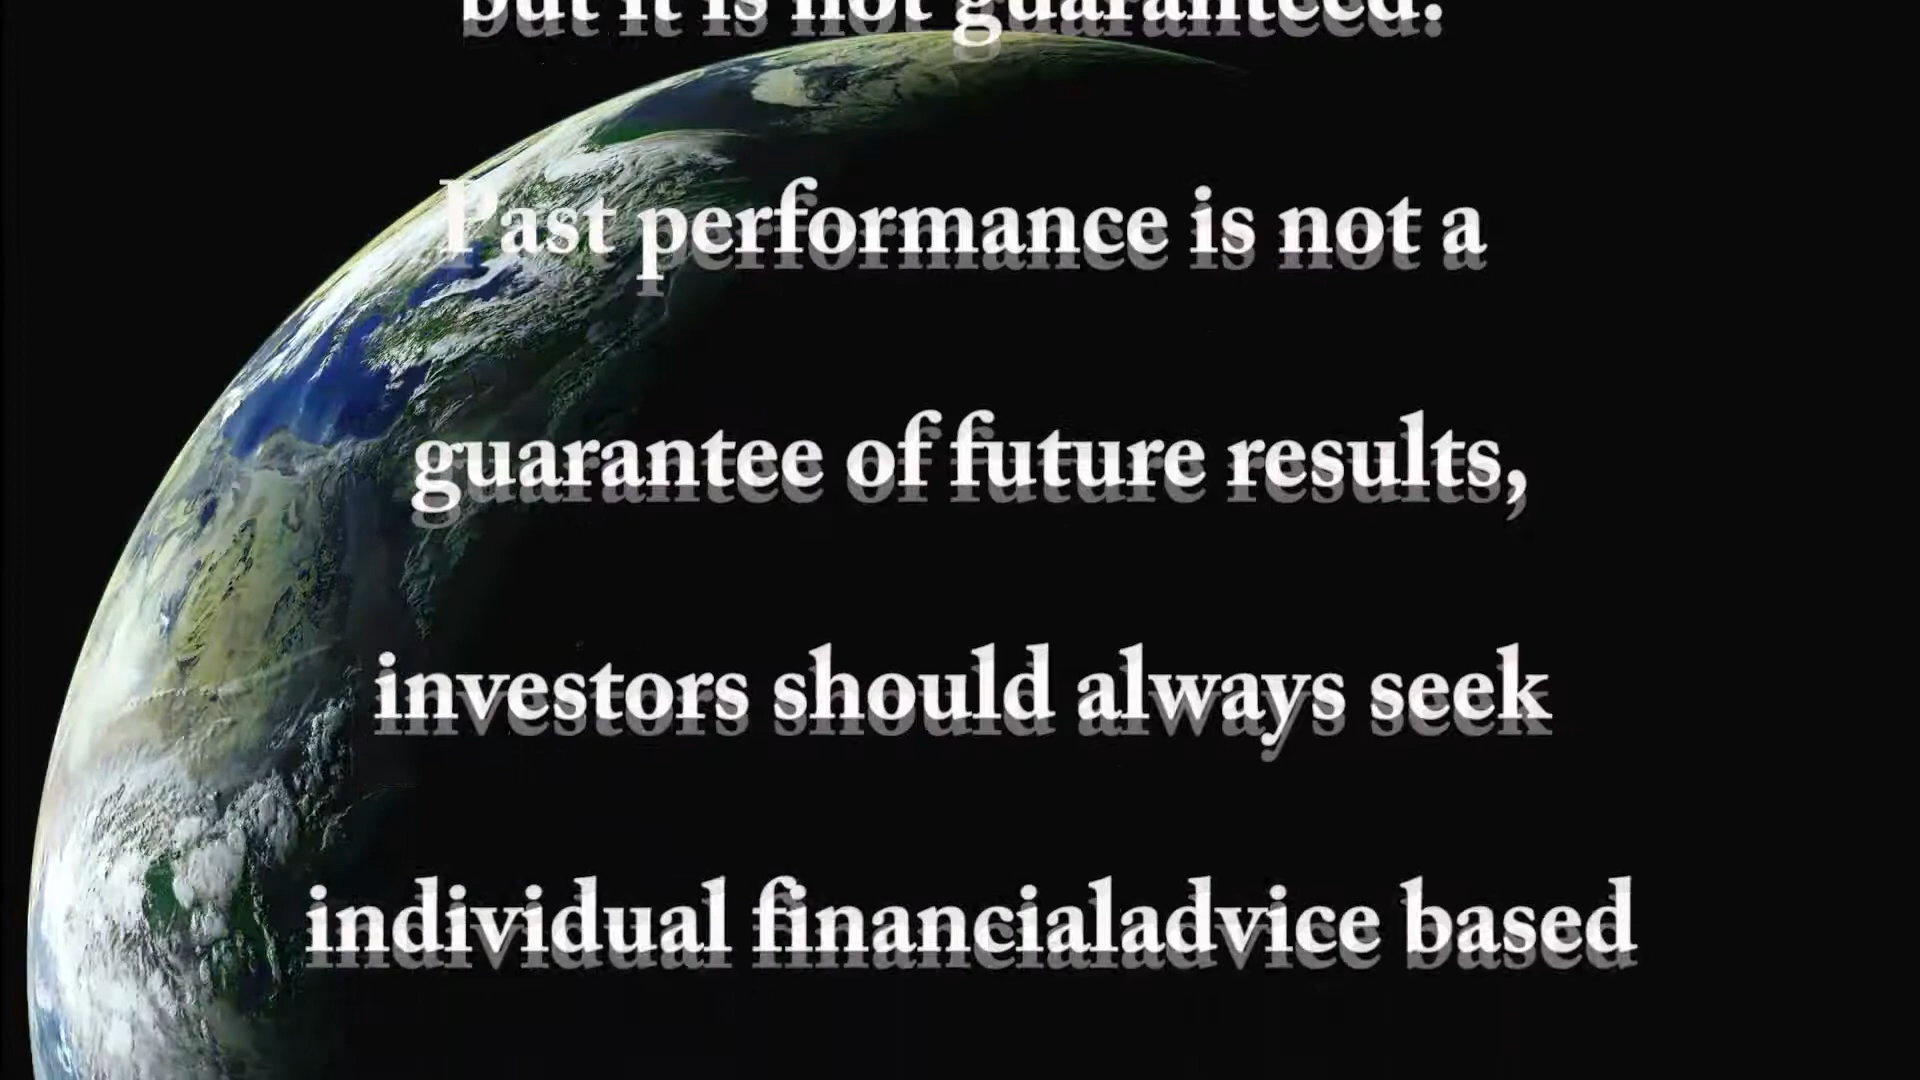 but it is not guaranteed.
Past performance is not a
guarantee of future results,
investors should always seek
individual financialadvice based